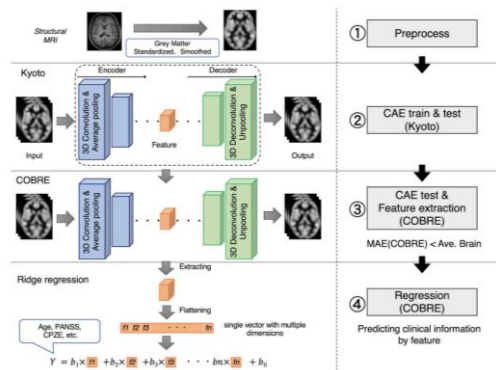 Structural
MRI
Grey Matter
Standardized, Smoothed
① Preprocess
Kyoto
Encoder
Decoder
3D Convolution &
Average pooling
Feature
3D Deconvolution &
Unpooling
Input
Output
② CAE train & test
(Kyoto)
COBRE
3D Convolution &
Average pooling
3D Deconvolution &
Unpooling
③ CAE test &
Feature extraction
(COBRE)
MAE(COBRE) < Ave. Brain
Ridge regression
Extracting
Flattening
f1 f2 f3 · · · fn
single vector with multiple
dimensions
Age, PANSS,
CPZE, etc.
Y = b₁× f1 +b₂× f2 +b₃× f3 · · · bn× fn + b₀
④ Regression
(COBRE)
Predicting clinical information
by feature